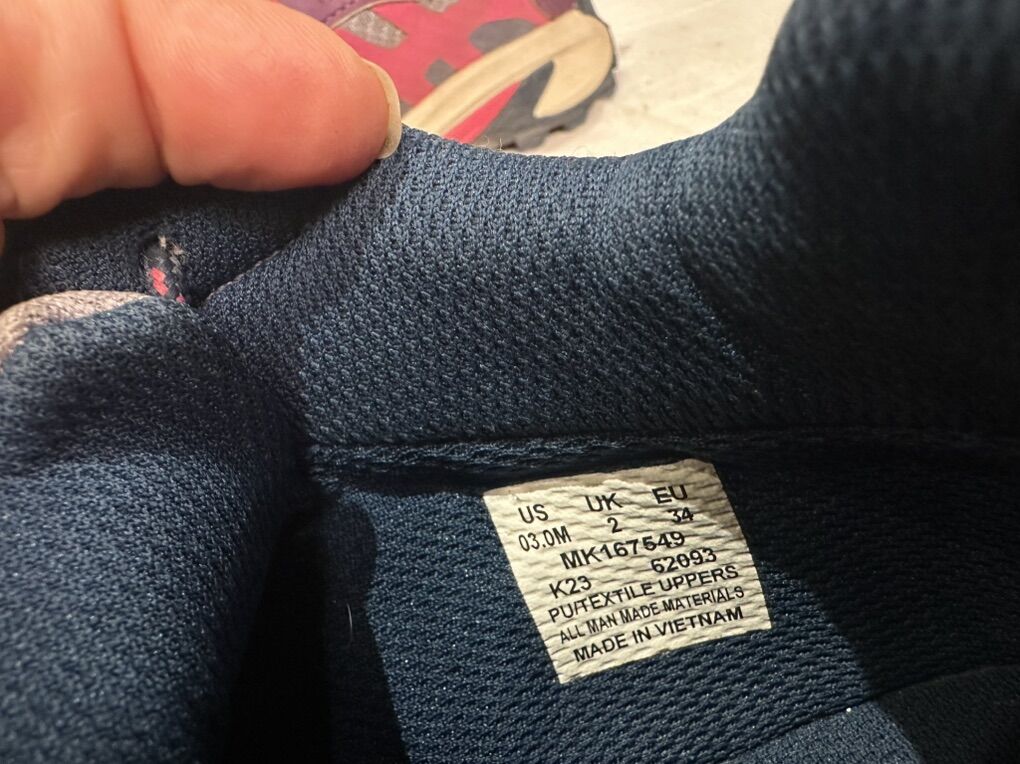 US UK EU
03.0M 2 34
MK167549
K23 62093
PU/TEXTILE UPPERS
ALL MAN MADE MATERIALS
MADE IN VIETNAM